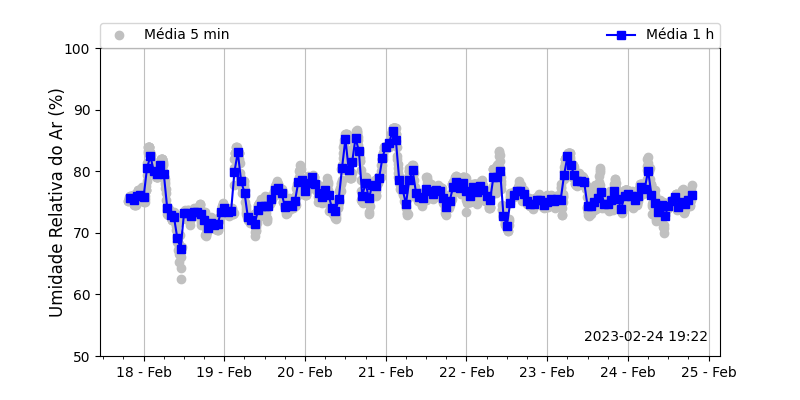 Média 5 min
Média 1 h
Umidade Relativa do Ar (%)
100
90
80
70
60
50
2023-02-24 19:22
18 - Feb
19 - Feb
20 - Feb
21 - Feb
22 - Feb
23 - Feb
24 - Feb
25 - Feb